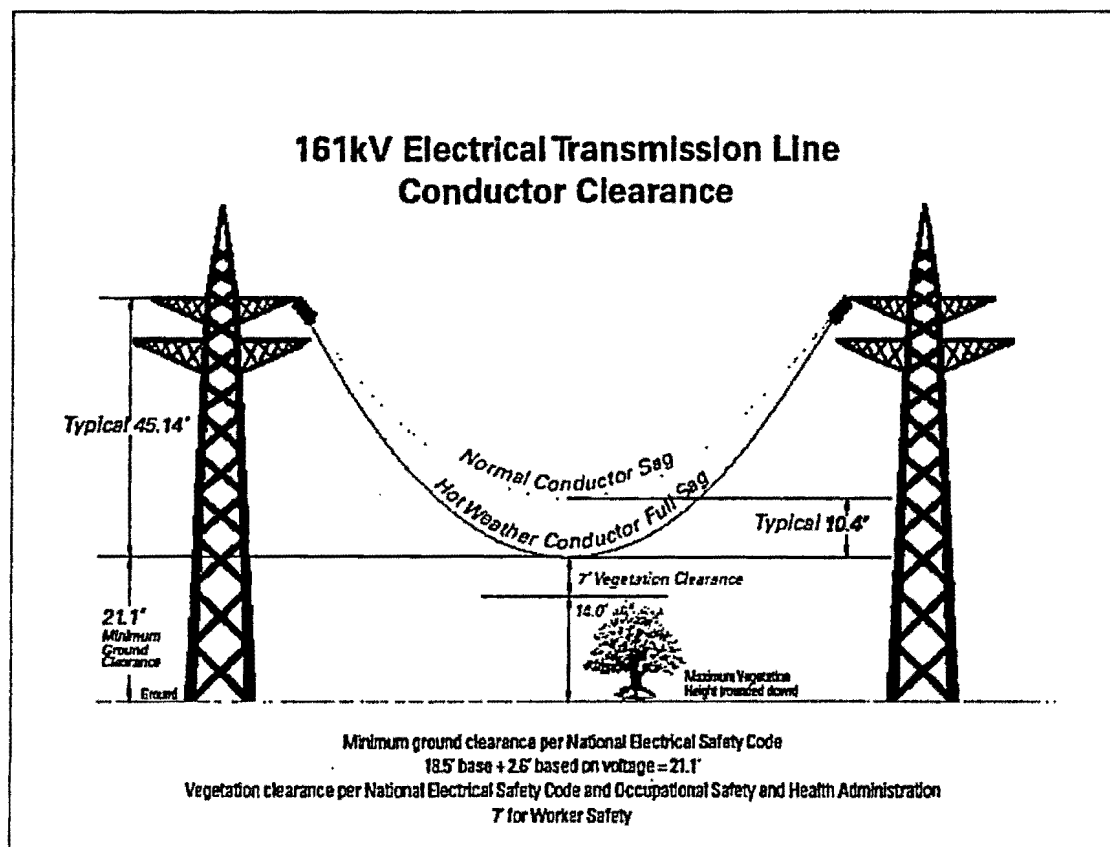 161kV Electrical Transmission Line
Conductor Clearance
Typical 45.14'
Normal Conductor Sag
Hot Weather Conductor Full Sag
Typical 10.4'
7' Vegetation Clearance
14.0'
21.1'
Minimum
Ground
Clearance
Ground
Maximum Vegetation
Height (rounded down)
Minimum ground clearance per National Electrical Safety Code
18.5' base + 2.6' based on voltage = 21.1'
Vegetation clearance per National Electrical Safety Code and Occupational Safety and Health Administration
7' for Worker Safety